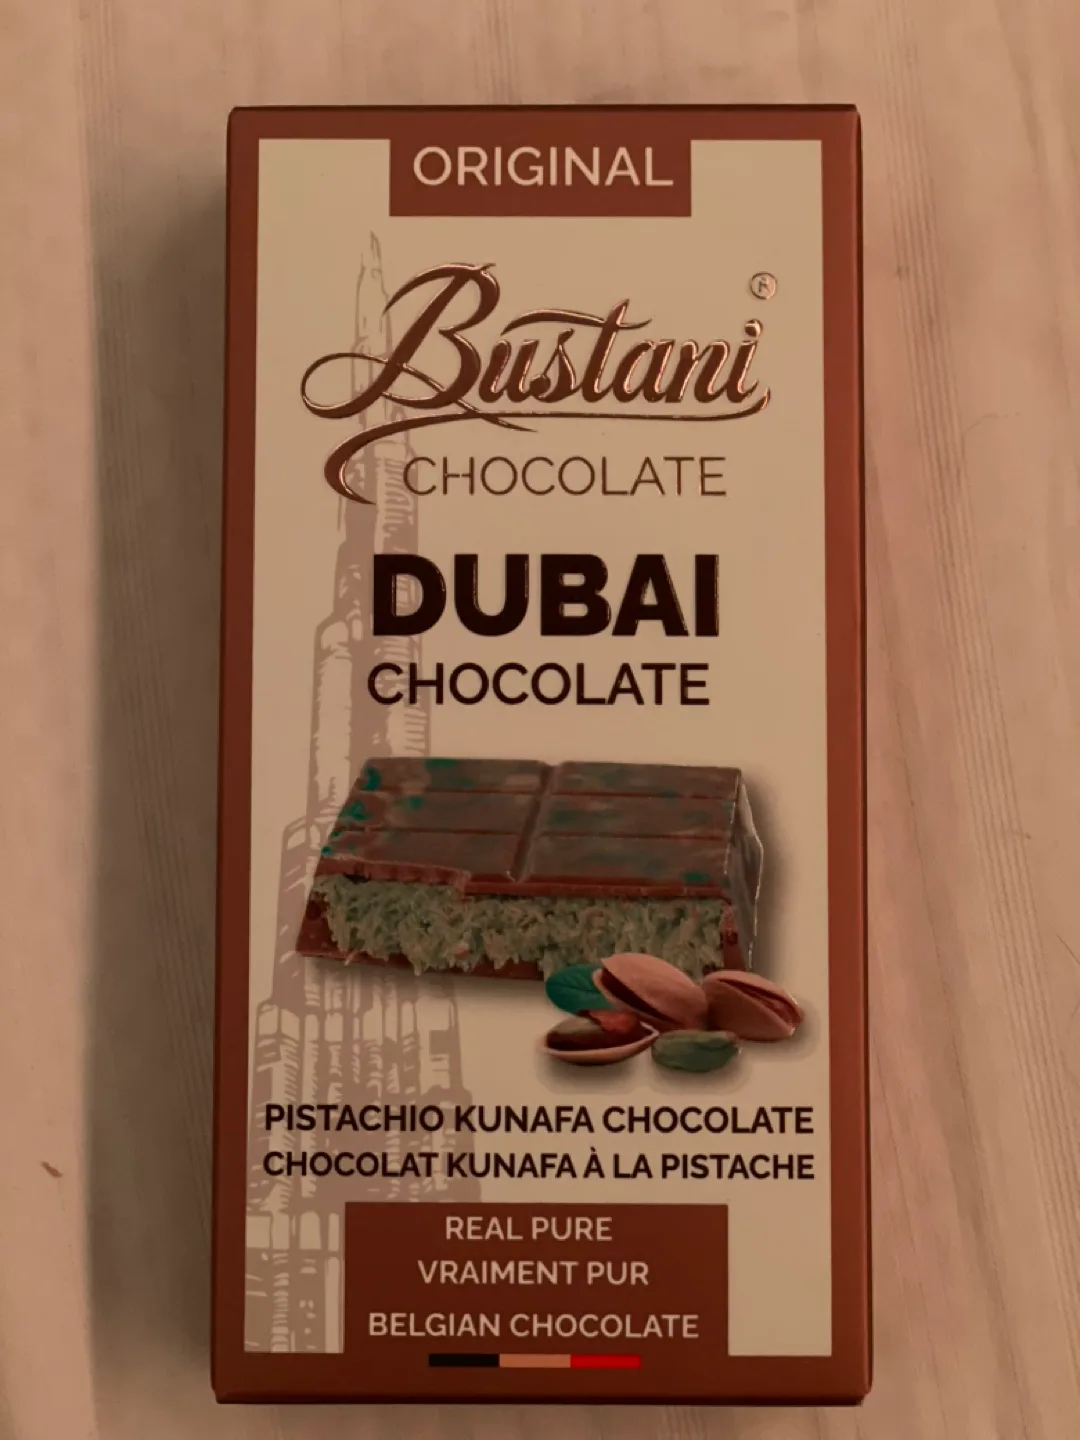 ORIGINAL
Bustani ®
CHOCOLATE
DUBAI
CHOCOLATE
PISTACHIO KUNAFA CHOCOLATE
CHOCOLAT KUNAFA À LA PISTACHE
REAL PURE
VRAIMENT PUR
BELGIAN CHOCOLATE